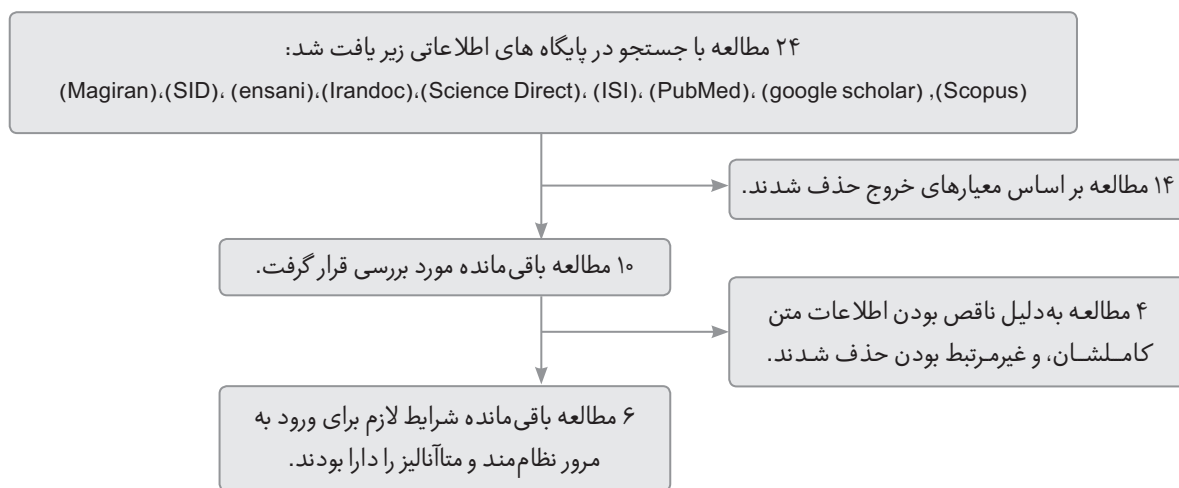 ۲۴ مطالعه با جستجو در پایگاه های اطلاعاتی زیر یافت شد:
(Magiran)،(SID)، (ensani)،(Irandoc)،(Science Direct)، (ISI)، (PubMed)، (google scholar) ,(Scopus)
۱۴ مطالعه بر اساس معیارهای خروج حذف شدند.
۱۰ مطالعه باقی‌مانده مورد بررسی قرار گرفت.
۴ مطالعه به‌دلیل ناقص بودن اطلاعات متن
کاملشان، و غیرمرتبط بودن حذف شدند.
۶ مطالعه باقی‌مانده شرایط لازم برای ورود به
مرور نظام‌مند و متاآنالیز را دارا بودند.